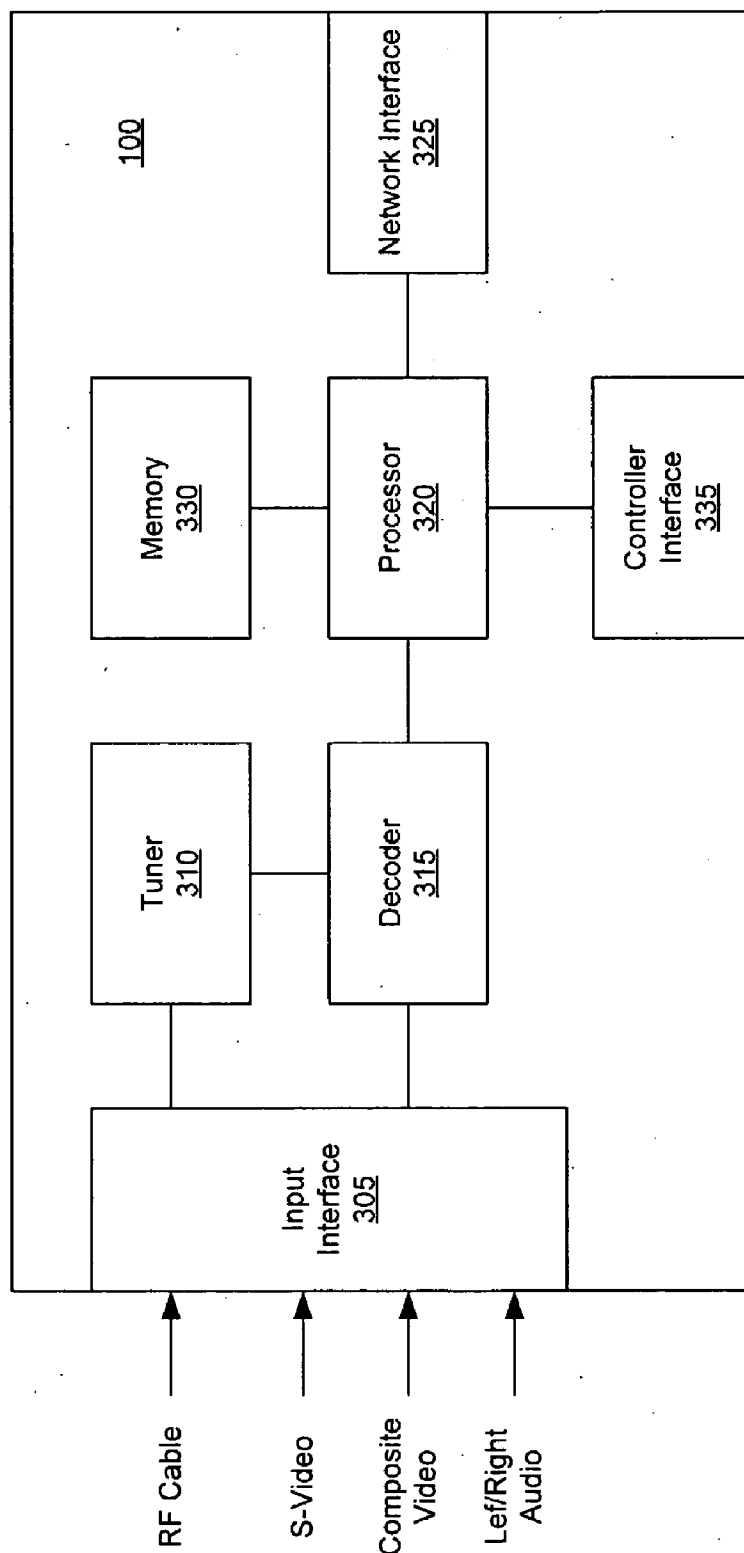 100
RF Cable
S-Video
Composite
Video
Lef/Right
Audio
Input
Interface
305
Tuner
310
Decoder
315
Memory
330
Processor
320
Controller
Interface
335
Network Interface
325